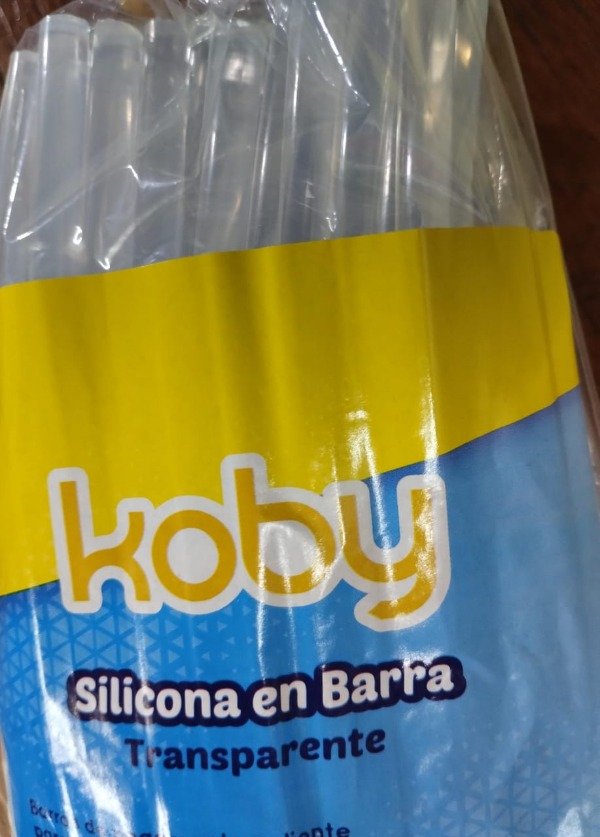 koby
Silicona en Barra
Transparente